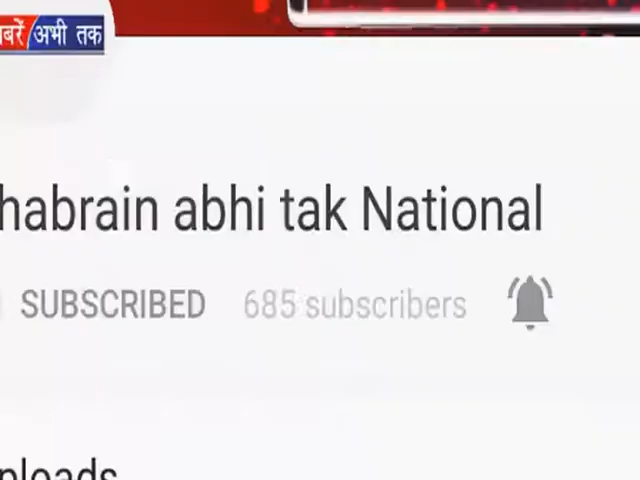 बरें अभी तक
habrain abhi tak National
SUBSCRIBED 685 subscribers
ploads